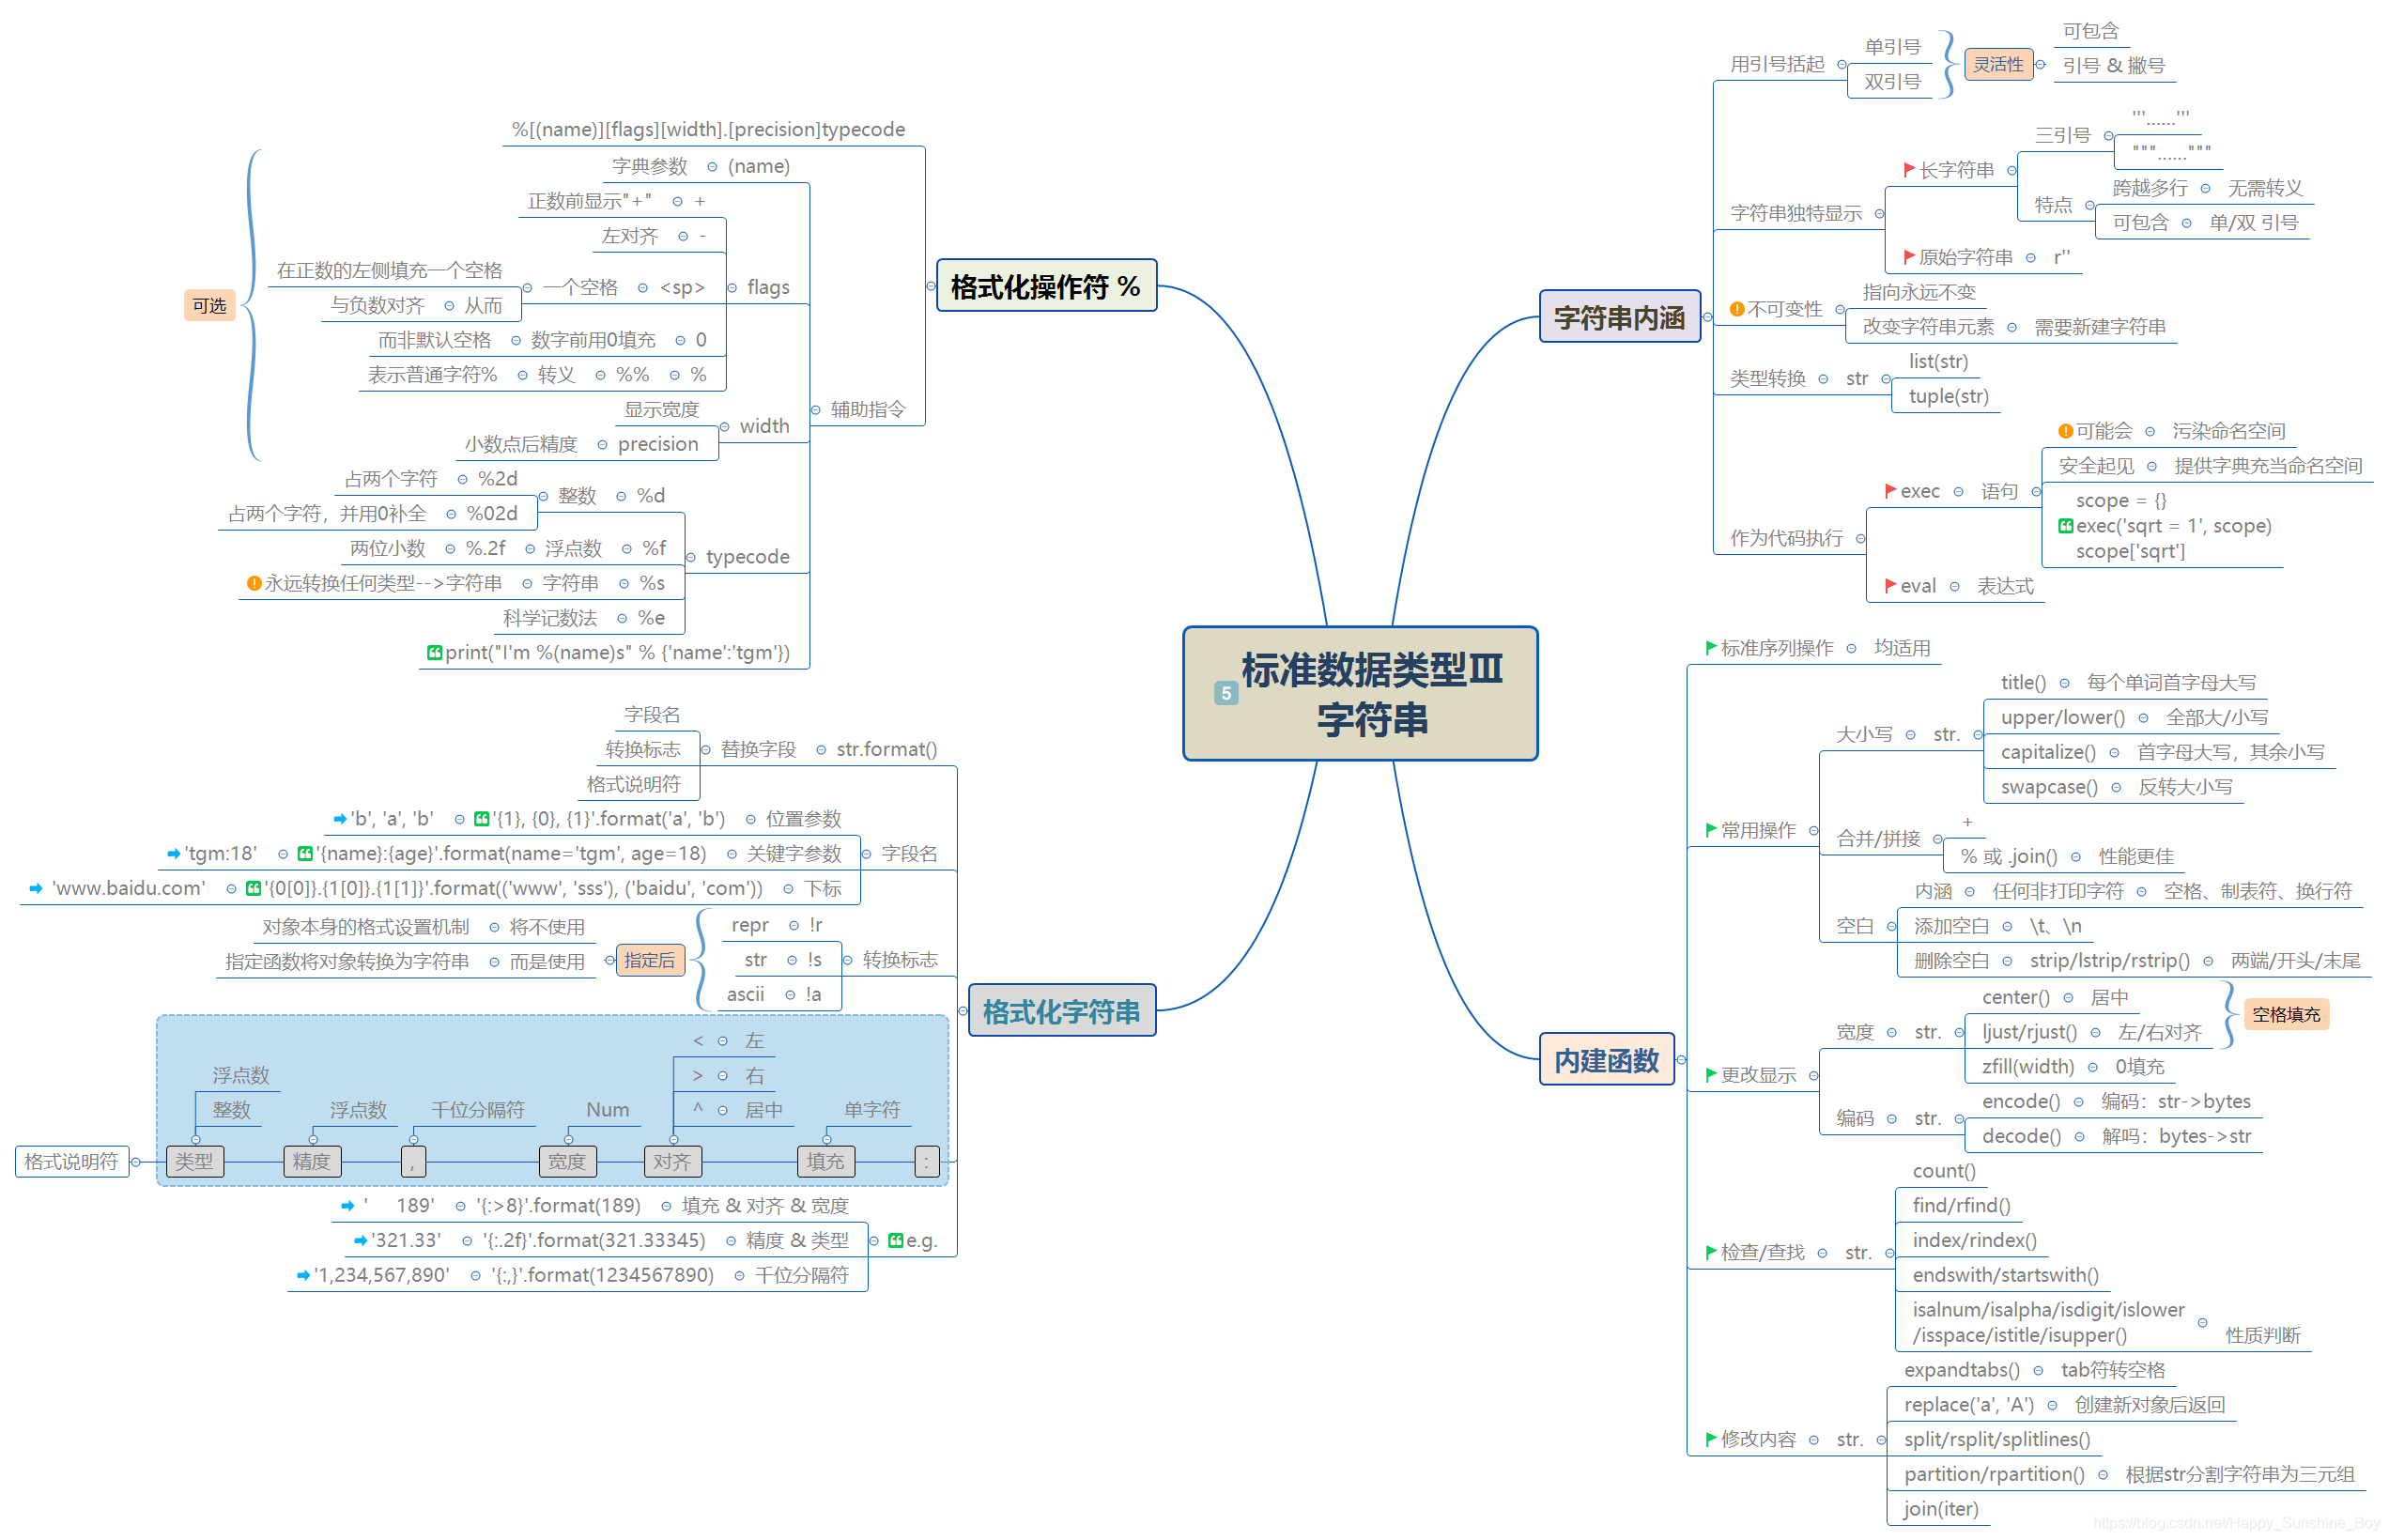 标准数据类型Ⅲ
5
字符串
字符串内涵
用引号括起
单引号
双引号
灵活性
可包含
引号 & 撇号
字符串独特显示
长字符串
三引号
'''......'''
"""......"""
特点
跨越多行 无需转义
可包含 单/双 引号
原始字符串 r''
不可变性
指向永远不变
改变字符串元素 需要新建字符串
类型转换 str
list(str)
tuple(str)
作为代码执行
exec 语句
可能会 污染命名空间
安全起见 提供字典充当命名空间
scope = {}
exec('sqrt = 1', scope)
scope['sqrt']
eval 表达式
内建函数
标准序列操作 均适用
常用操作
大小写 str.
title() 每个单词首字母大写
upper/lower() 全部大/小写
capitalize() 首字母大写，其余小写
swapcase() 反转大小写
合并/拼接
+
% 或 .join() 性能更佳
空白
内涵 任何非打印字符 空格、制表符、换行符
添加空白 \t、\n
删除空白 strip/lstrip/rstrip() 两端/开头/末尾
更改显示
宽度 str.
center() 居中
ljust/rjust() 左/右对齐
空格填充
zfill(width) 0填充
编码 str.
encode() 编码：str->bytes
decode() 解吗：bytes->str
检查/查找 str.
count()
find/rfind()
index/rindex()
endswith/startswith()
isalnum/isalpha/isdigit/islower
/isspace/istitle/isupper() 性质判断
修改内容 str.
expandtabs() tab符转空格
replace('a', 'A') 创建新对象后返回
split/rsplit/splitlines()
partition/rpartition() 根据str分割字符串为三元组
join(iter)
格式化操作符 %
%[(name)][flags][width].[precision]typecode
辅助指令
可选
字典参数 (name)
flags
正数前显示"+" +
左对齐 -
在正数的左侧填充一个空格 一个空格 <sp>
与负数对齐 从而
而非默认空格 数字前用0填充 0
表示普通字符% 转义 %% %
显示宽度 width
小数点后精度 precision
typecode
占两个字符 %2d 整数 %d
占两个字符，并用0补全 %02d
两位小数 %.2f 浮点数 %f
永远转换任何类型-->字符串 字符串 %s
科学记数法 %e
print("I'm %(name)s" % {'name':'tgm'})
格式化字符串
字段名
转换标志 替换字段 str.format()
格式说明符
字段名
'b', 'a', 'b' '{1}, {0}, {1}'.format('a', 'b') 位置参数
'tgm:18' '{name}:{age}'.format(name='tgm', age=18) 关键字参数
'www.baidu.com' '{0[0]}.{1[0]}.{1[1]}'.format(('www', 'sss'), ('baidu', 'com')) 下标
转换标志
repr !r
str !s
ascii !a
指定后
对象本身的格式设置机制 将不使用
指定函数将对象转换为字符串 而是使用
< 左
浮点数 > 右
整数 浮点数 千位分隔符 Num ^ 居中 单字符
格式说明符 类型 精度 , 宽度 对齐 填充 :
e.g.
' 189' '{:>8}'.format(189) 填充 & 对齐 & 宽度
'321.33' '{:.2f}'.format(321.33345) 精度 & 类型
'1,234,567,890' '{:,}'.format(1234567890) 千位分隔符
https://blog.csdn.net/Happy_Sunshine_Boy